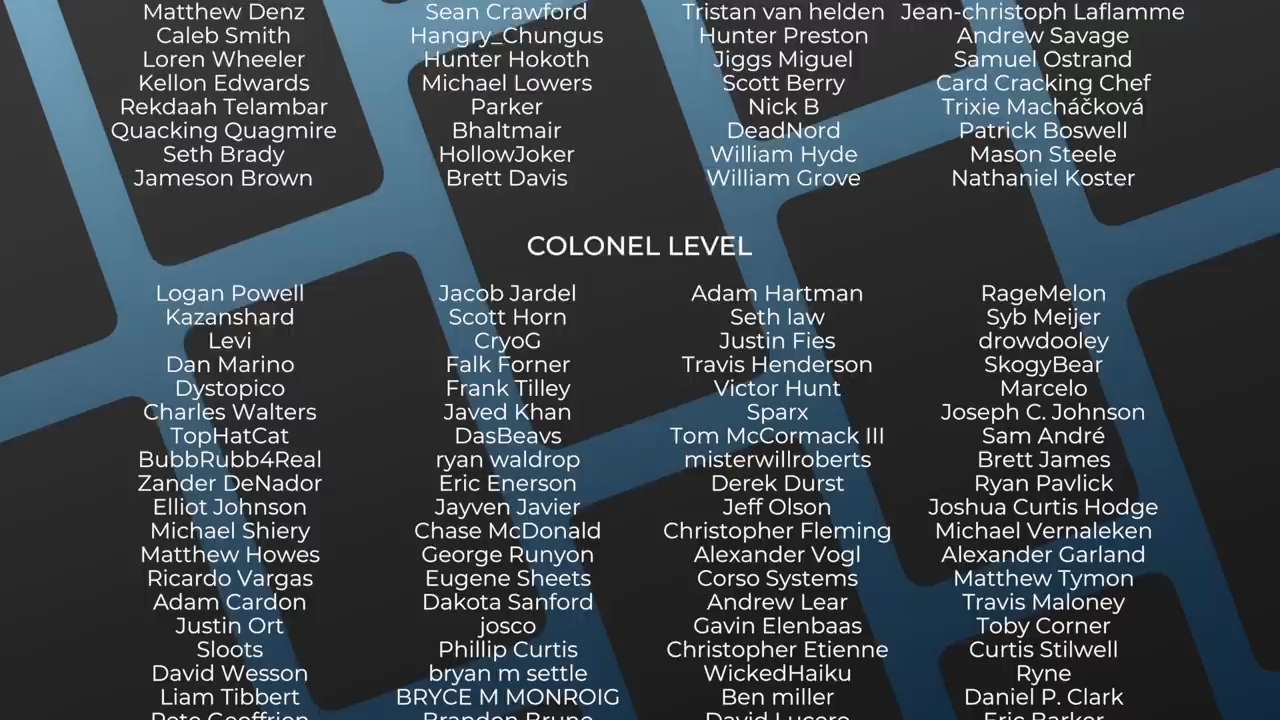 Matthew Denz Sean Crawford Tristan van helden Jean-christoph Laflamme
Caleb Smith Hangry_Chungus Hunter Preston Andrew Savage
Loren Wheeler Hunter Hokoth Jiggs Miguel Samuel Ostrand
Kellon Edwards Michael Lowers Scott Berry Card Cracking Chef
Rekdaah Telambar Parker Nick B Trixie Macháčková
Quacking Quagmire Bhaltmair DeadNord Patrick Boswell
Seth Brady HollowJoker William Hyde Mason Steele
Jameson Brown Brett Davis William Grove Nathaniel Koster
COLONEL LEVEL
Logan Powell Jacob Jardel Adam Hartman RageMelon
Kazanshard Scott Horn Seth law Syb Meijer
Levi CryoG Justin Fies drowdooley
Dan Marino Falk Forner Travis Henderson SkogyBear
Dystopico Frank Tilley Victor Hunt Marcelo
Charles Walters Javed Khan Sparx Joseph C. Johnson
TopHatCat DasBeavs Tom McCormack III Sam André
BubbRubb4Real ryan waldrop misterwillroberts Brett James
Zander DeNador Eric Enerson Derek Durst Ryan Pavlick
Elliot Johnson Jayven Javier Jeff Olson Joshua Curtis Hodge
Michael Shiery Chase McDonald Christopher Fleming Michael Vernaleken
Matthew Howes George Runyon Alexander Vogl Alexander Garland
Ricardo Vargas Eugene Sheets Corso Systems Matthew Tymon
Adam Cardon Dakota Sanford Andrew Lear Travis Maloney
Justin Ort josco Gavin Elenbaas Toby Corner
Sloots Phillip Curtis Christopher Etienne Curtis Stilwell
David Wesson bryan m settle WickedHaiku Ryne
Liam Tibbert BRYCE M MONROIG Ben miller Daniel P. Clark
Pete Geoffrion Brandon Bruno David Lucero Eric Barker